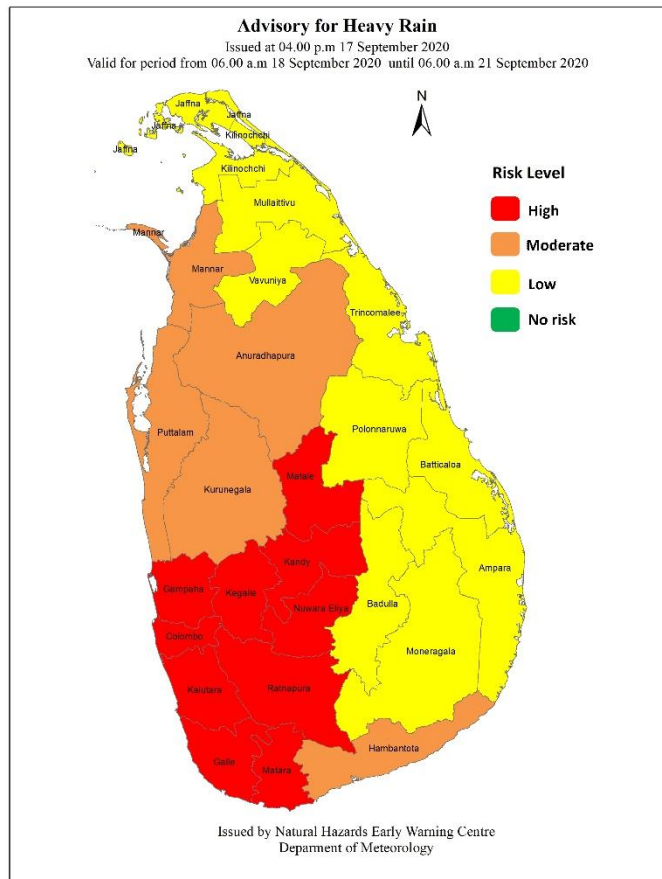 Advisory for Heavy Rain
Issued at 04.00 p.m 17 September 2020
Valid for period from 06.00 a.m 18 September 2020 until 06.00 a.m 21 September 2020
N
Risk Level
High
Moderate
Low
No risk
Jaffna
Jaffna
Jaffna
Jaffna
Kilinochchi
Kilinochchi
Mullaittivu
Mannar
Mannar
Vavuniya
Trincomalee
Anuradhapura
Puttalam
Polonnaruwa
Batticaloa
Matale
Kurunegala
Kandy
Ampara
Gampaha
Kegalle
Nuwara Eliya
Badulla
Colombo
Moneragala
Kalutara
Ratnapura
Hambantota
Galle
Matara
Issued by Natural Hazards Early Warning Centre
Deparment of Meteorology